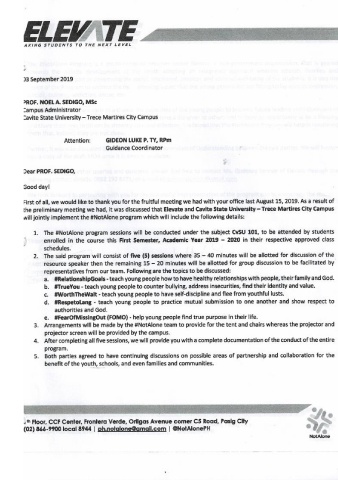 ELEVATE
AKING STUDENTS TO THE NEXT LEVEL
03 September 2019
PROF. NOEL A. SEDIGO, MSc
Campus Administrator
Cavite State University – Trece Martires City Campus
Attention: GIDEON LUKE P. TY, RPm
Guidance Coordinator
Dear PROF. SEDIGO,
Good day!
First of all, we would like to thank you for the fruitful meeting we had with your office last August 15, 2019. As a result of
the preliminary meeting we had, it was discussed that Elevate and Cavite State University – Trece Martires City Campus
will jointly implement the #NotAlone program which will include the following details:
1. The #NotAlone program sessions will be conducted under the subject CvSU 101, to be attended by students
enrolled in the course this First Semester, Academic Year 2019 – 2020 in their respective approved class
schedules.
2. The said program will consist of five (5) sessions where 35 – 40 minutes will be allotted for discussion of the
resource speaker then the remaining 15 – 20 minutes will be allotted for group discussion to be facilitated by
representatives from our team. Following are the topics to be discussed:
a. #RelationshipGoals - teach young people how to have healthy relationships with people, their family and God.
b. #TrueYou - teach young people to counter bullying, address insecurities, find their identity and value.
c. #WorthTheWait - teach young people to have self-discipline and flee from youthful lusts.
d. #RespetoLang - teach young people to practice mutual submission to one another and show respect to
authorities and God.
e. #FearOfMissingOut (FOMO) - help young people find true purpose in their life.
3. Arrangements will be made by the #NotAlone team to provide for the tent and chairs whereas the projector and
projector screen will be provided by the campus.
4. After completing all five sessions, we will provide you with a complete documentation of the conduct of the entire
program.
5. Both parties agreed to have continuing discussions on possible areas of partnership and collaboration for the
benefit of the youth, schools, and even families and communities.
Floor, CCF Center, Frontera Verde, Ortigas Avenue corner C5 Road, Pasig City
(02) 866-9900 local 8944 | ph.notalone@gmail.com | @NotAlonePH
NotAlone